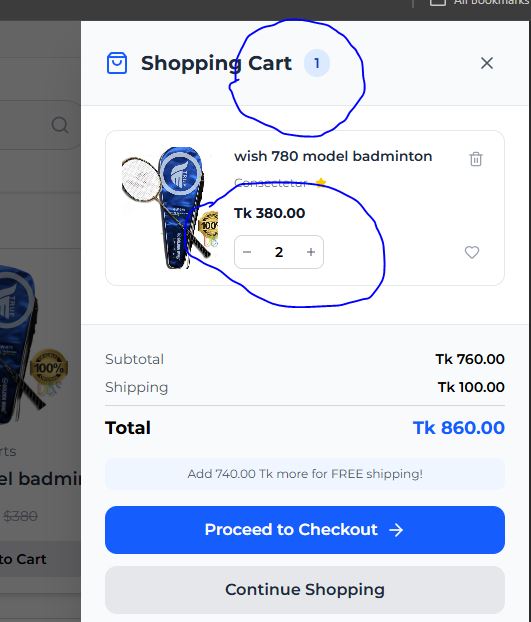 All Bookmarks
Shopping Cart 1
wish 780 model badminton
Consectetur
Tk 380.00
100%
− 2 +
Subtotal Tk 760.00
Shipping Tk 100.00
100%
Total Tk 860.00
rts
el badmin
Add 740.00 Tk more for FREE shipping!
$380
Proceed to Checkout →
to Cart
Continue Shopping